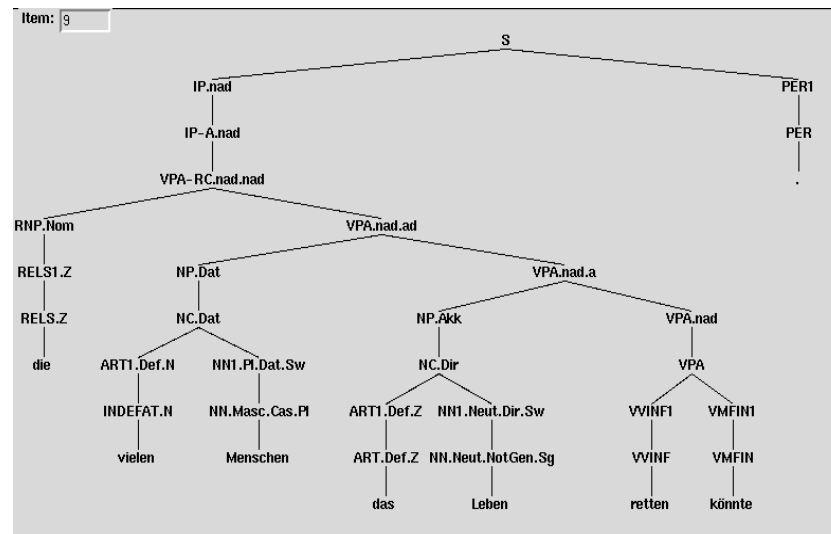 Item: 9
S
IP.nad PER1
IP-A.nad PER
VPA-RC.nad.nad .
RNP.Nom VPA.nad.ad
RELS1.Z NP.Dat VPA.nad.a
RELS.Z NC.Dat NP.Akk VPA.nad
die ART1.Def.N NN1.Pl.Dat.Sw NC.Dir VPA
INDEFAT.N NN.Masc.Cas.Pl ART1.Def.Z NN1.Neut.Dir.Sw VVINF1 VMFIN1
vielen Menschen ART.Def.Z NN.Neut.NotGen.Sg VVINF VMFIN
das Leben retten könnte